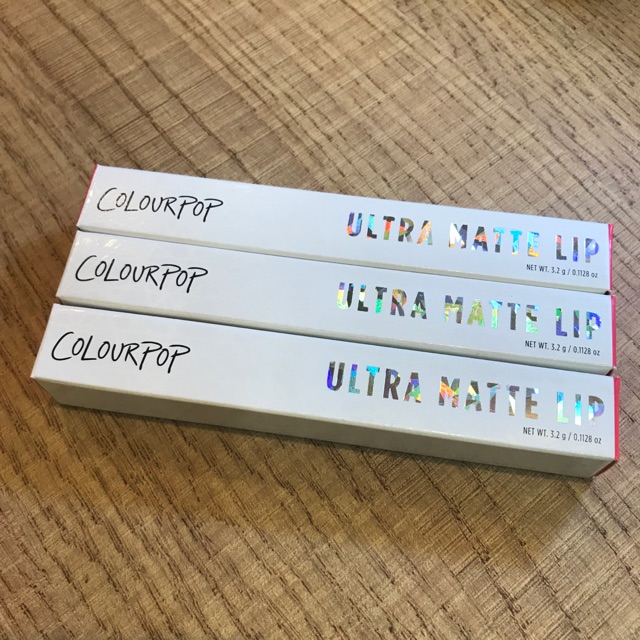 COLOURPOP
ULTRA MATTE LIP
NET WT. 3.2 g / 0.1128 oz
COLOURPOP
ULTRA MATTE LIP
NET WT. 3.2 g / 0.1128 oz
COLOURPOP
ULTRA MATTE LIP
NET WT. 3.2 g / 0.1128 oz